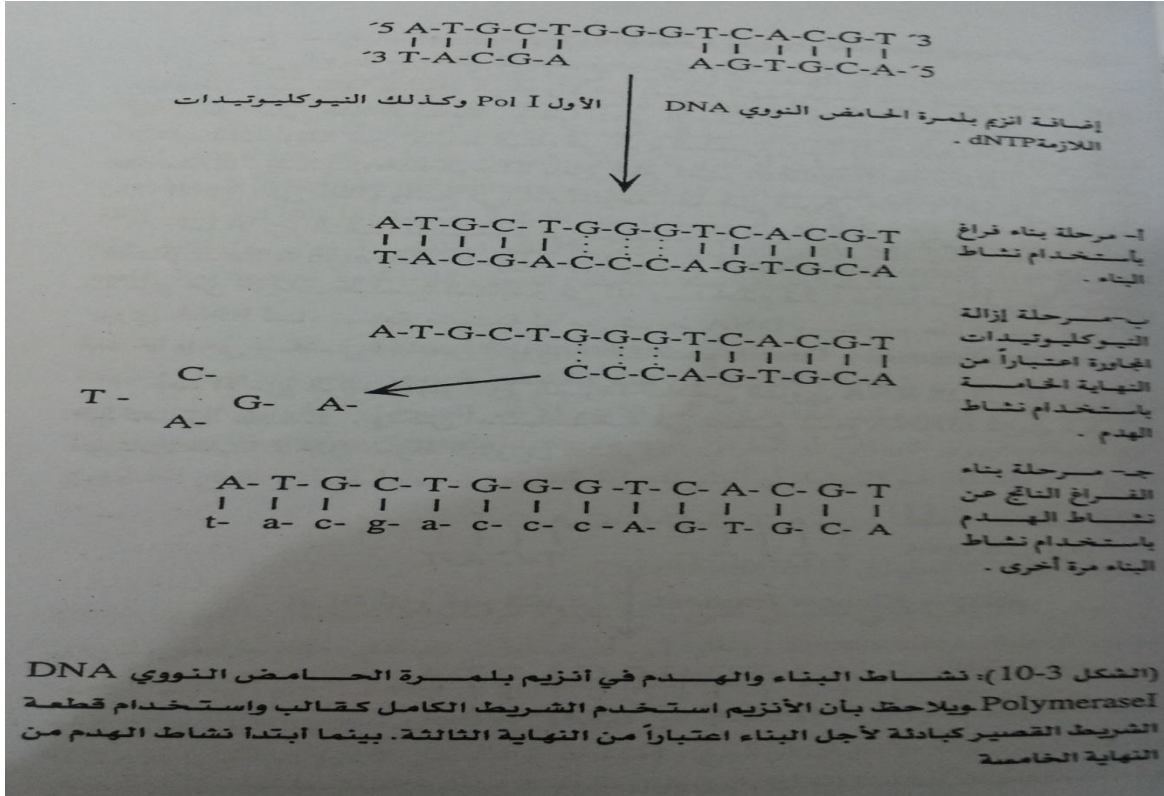 ´5 A-T-G-C-T-G-G-G-T-C-A-C-G-T ´3
´3 T-A-C-G-A A-G-T-G-C-A-´5
إضافة انزيم بلمرة الحامض النووي DNA الأول Pol I وكذلك النيوكليوتيدات
اللازمة dNTP .
أ- مرحلة بناء فراغ
بأستخدام نشاط
البناء .
A-T-G-C- T-G-G-G-T-C-A-C-G-T
T-A-C-G-A-C-C-C-A-G-T-G-C-A
ب- مرحلة إزالة
النيوكليوتيدات
المجاورة اعتباراً من
النهاية الخامسة
باستخدام نشاط
الهدم .
A-T-G-C-T-G-G-G-T-C-A-C-G-T
C-C-C-A-G-T-G-C-A
C-
T - G- A-
A-
جـ- مرحلة بناء
الفراغ الناتج عن
نشاط الهدم
باستخدام نشاط
البناء مرة أخرى .
A- T- G- C- T- G- G- G -T- C- A- C- G- T
t- a- c- g- a- c- c- c -A- G- T- G- C- A
(الشكل 3-10): نشاط البناء والهدم في أنزيم بلمرة الحامض النووي DNA
PolymeraseI ويلاحظ بأن الأنزيم استخدم الشريط الكامل كقالب واستخدام قطعة
الشريط القصير كبادئة لأجل البناء اعتباراً من النهاية الثالثة. بينما أبتدأ نشاط الهدم من
النهاية الخامسة